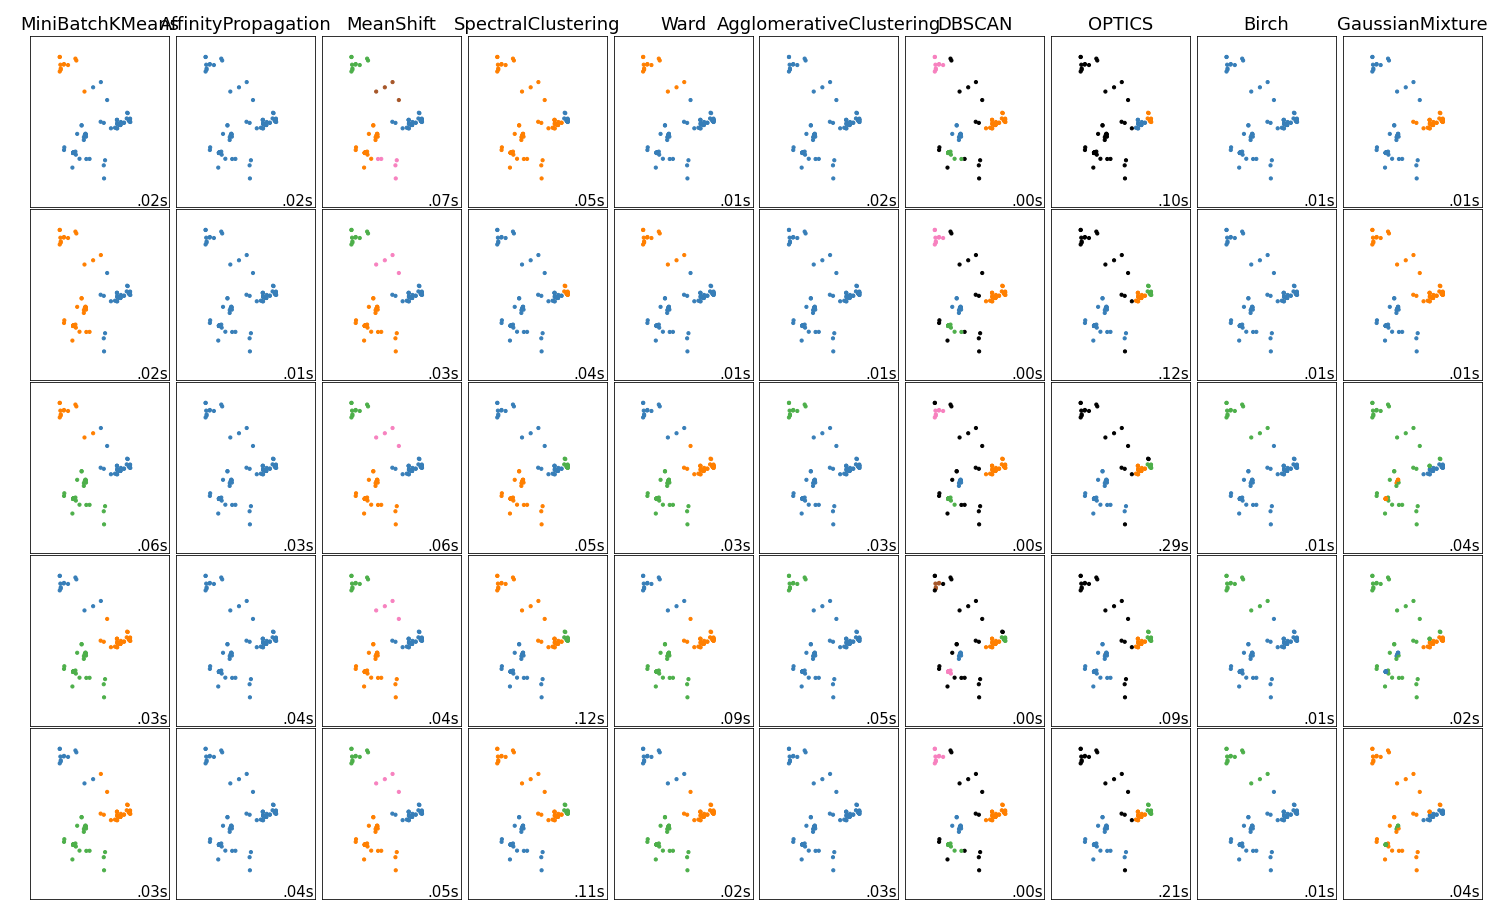 MiniBatchKMeans AffinityPropagation MeanShift SpectralClustering Ward AgglomerativeClustering DBSCAN OPTICS Birch GaussianMixture
.02s .02s .07s .05s .01s .02s .00s .10s .01s .01s
.02s .01s .03s .04s .01s .01s .00s .12s .01s .01s
.06s .03s .06s .05s .03s .03s .00s .29s .01s .04s
.03s .04s .04s .12s .09s .05s .00s .09s .01s .02s
.03s .04s .05s .11s .02s .03s .00s .21s .01s .04s